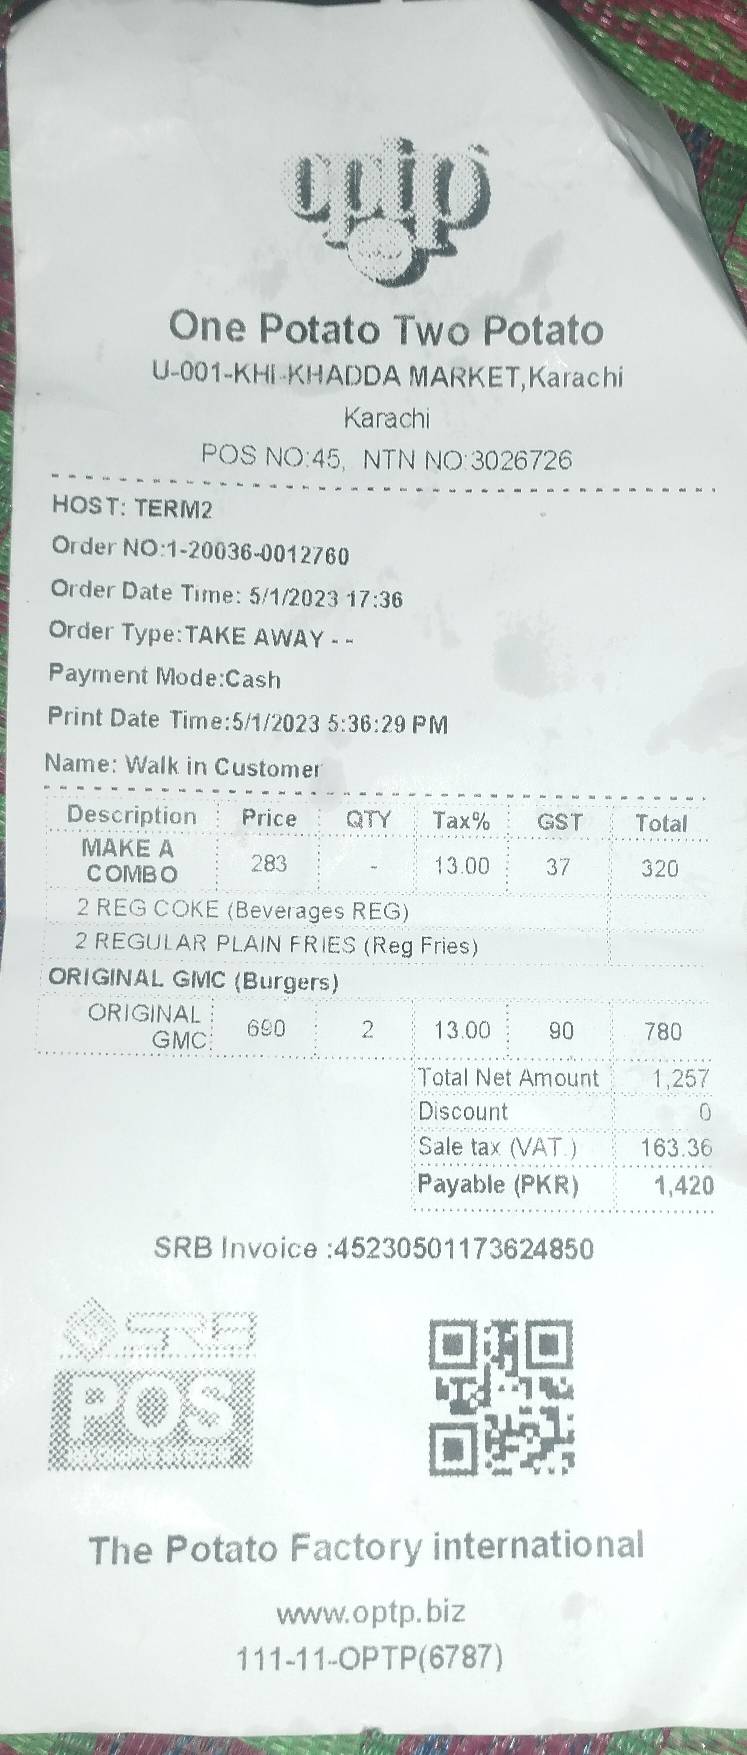 optp
One Potato Two Potato
U-001-KHI-KHADDA MARKET,Karachi
Karachi
POS NO:45, NTN NO:3026726
HOST: TERM2
Order NO:1-20036-0012760
Order Date Time: 5/1/2023 17:36
Order Type:TAKE AWAY - -
Payment Mode:Cash
Print Date Time:5/1/2023 5:36:29 PM
Name: Walk in Customer
Description Price QTY Tax% GST Total
MAKE A COMBO 283 - 13.00 37 320
2 REG COKE (Beverages REG)
2 REGULAR PLAIN FRIES (Reg Fries)
ORIGINAL GMC (Burgers)
ORIGINAL GMC 690 2 13.00 90 780
Total Net Amount 1,257
Discount 0
Sale tax (VAT.) 163.36
Payable (PKR) 1,420
SRB Invoice :45230501173624850
SRB
POS
The Potato Factory international
www.optp.biz
111-11-OPTP(6787)